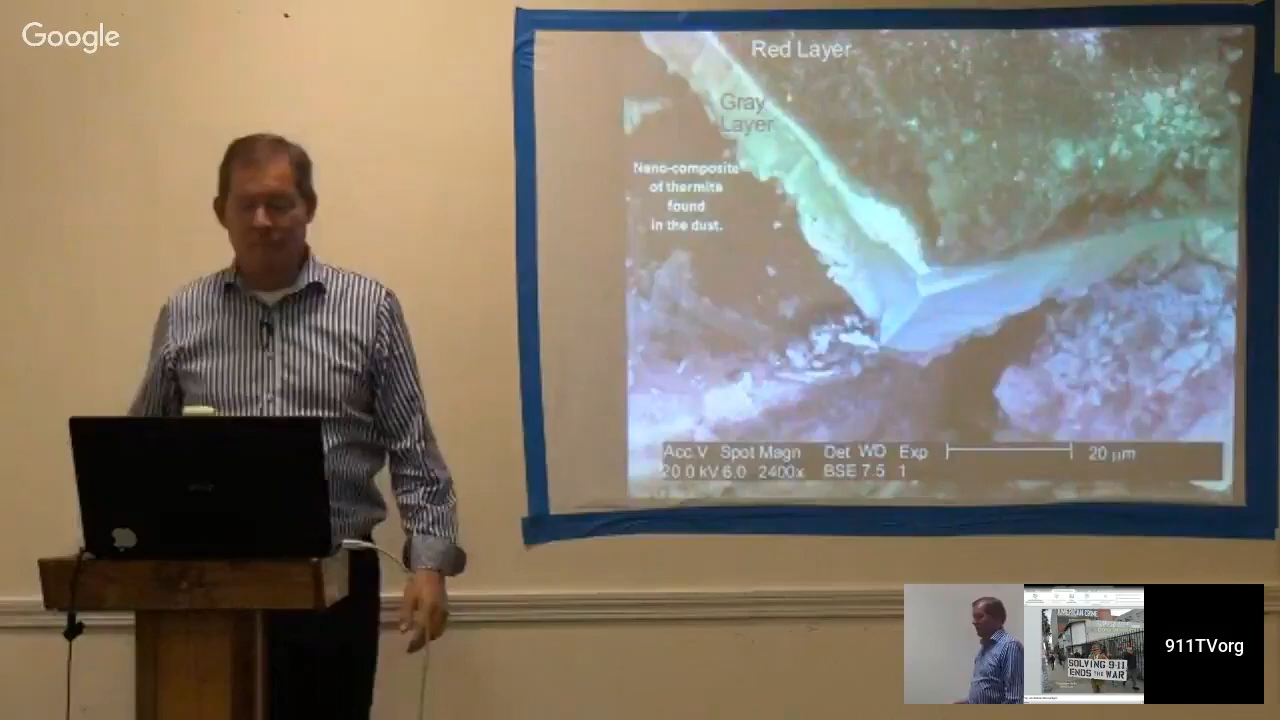 Google
Red Layer
Gray
Layer
Nano-composite
of thermite
found
in the dust.
Acc.V Spot Magn Det WD Exp
20.0 kV 6.0 2400x BSE 7.5 1
20 µm
AMERICAN CRIME
SOLVING 9-11
ENDS THE WAR
911TVorg